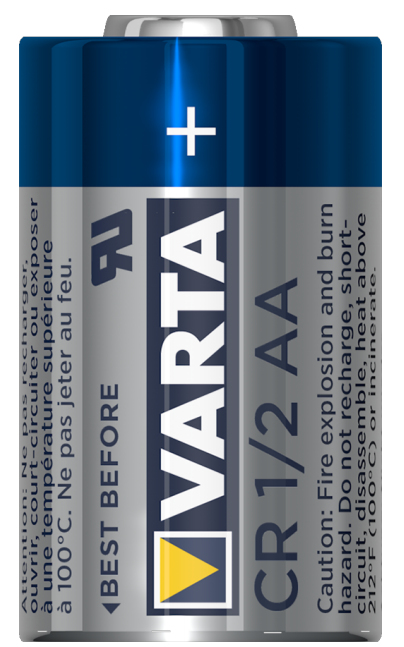 +
Attention: Ne pas recharger,
ouvrir, court-circuiter ou exposer
à une température supérieure
à 100°C. Ne pas jeter au feu.
BEST BEFORE
RU
VARTA
CR 1/2 AA
Caution: Fire explosion and burn
hazard. Do not recharge, short-
circuit, disassemble, heat above
212°F (100°C) or incinerate.